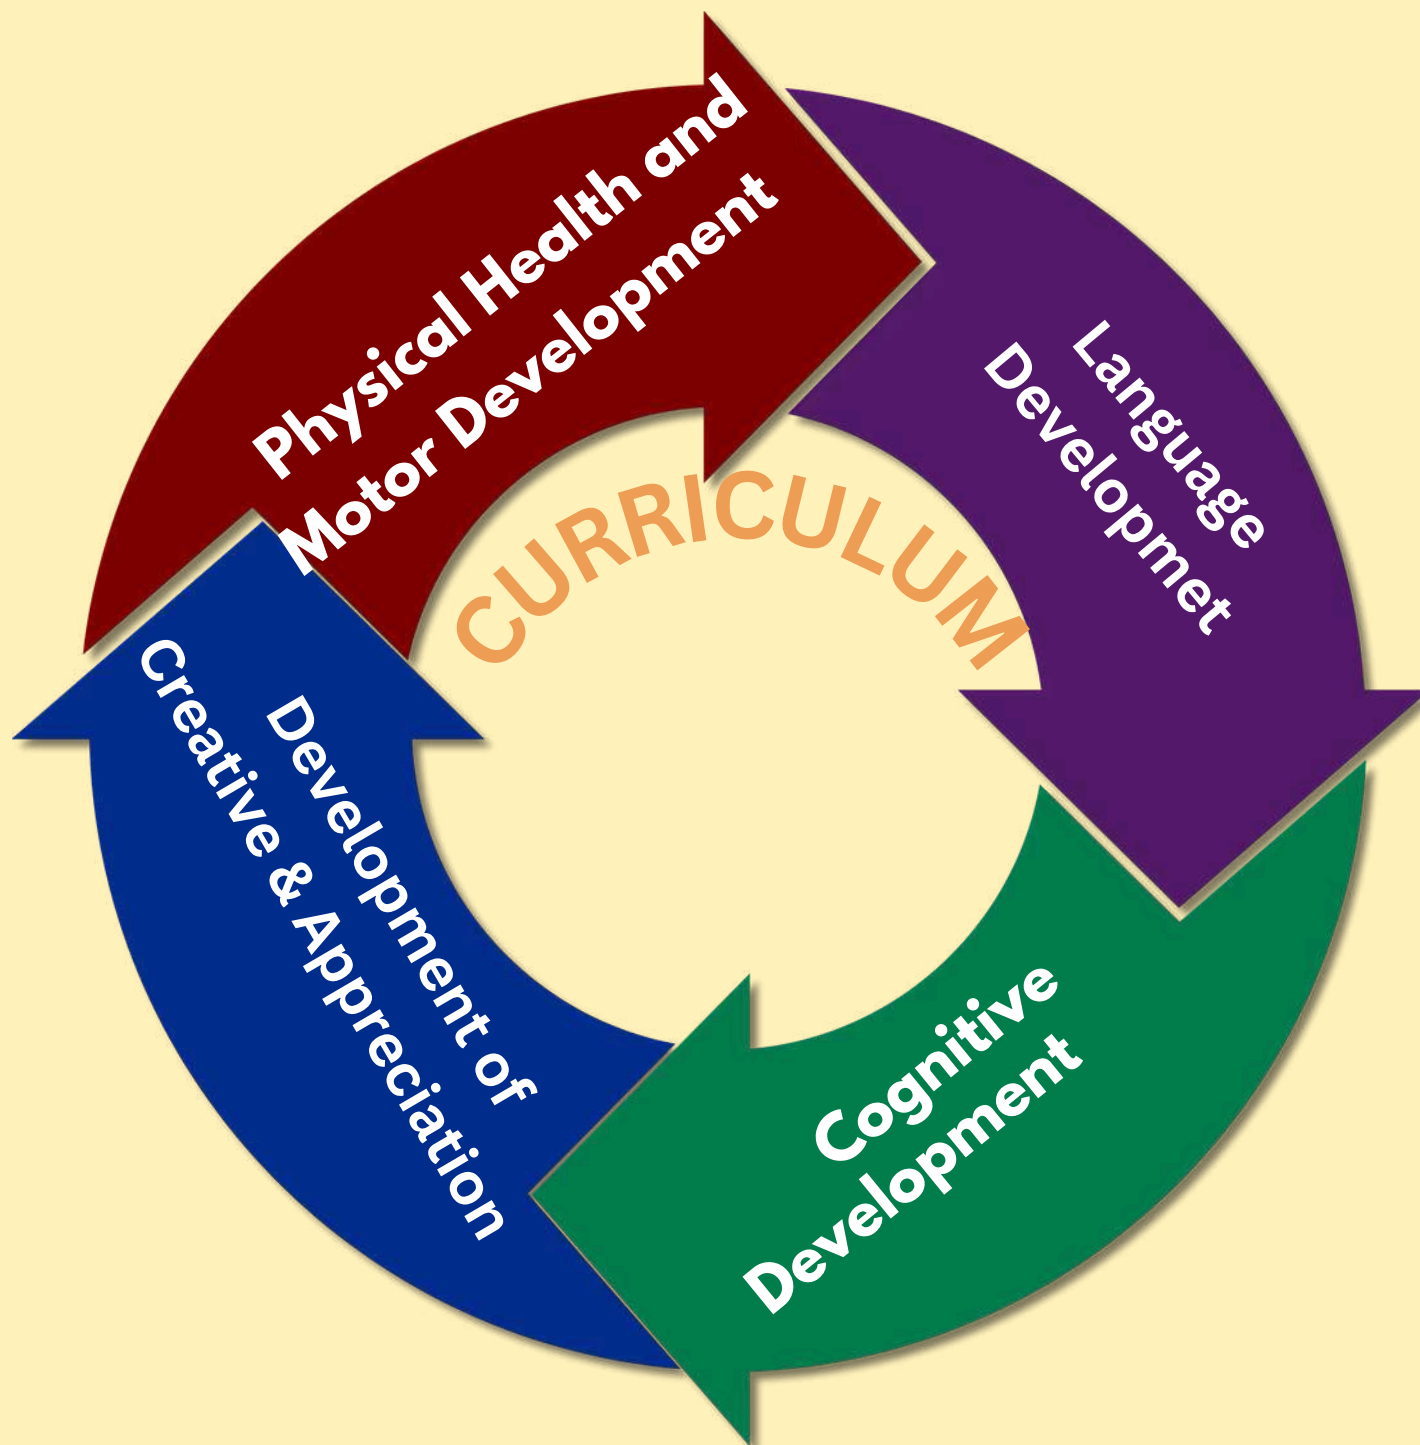 Physical Health and
Motor Development
Language
Developmet
CURRICULUM
Cognitive
Development
Development of
Creative & Appreciation